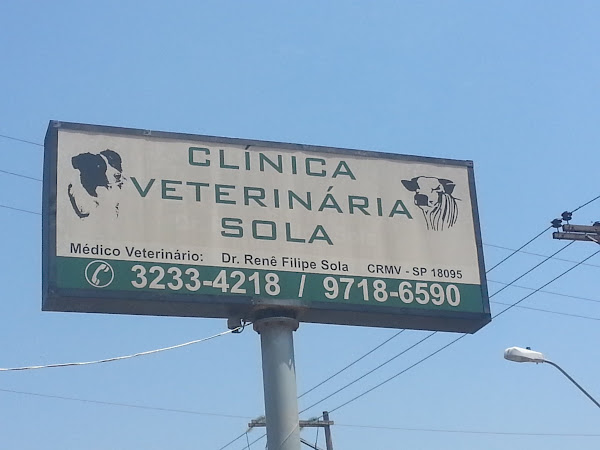 CLÍNICA
VETERINÁRIA
SOLA
Médico Veterinário: Dr. Renê Filipe Sola CRMV - SP 18095
3233-4218 / 9718-6590